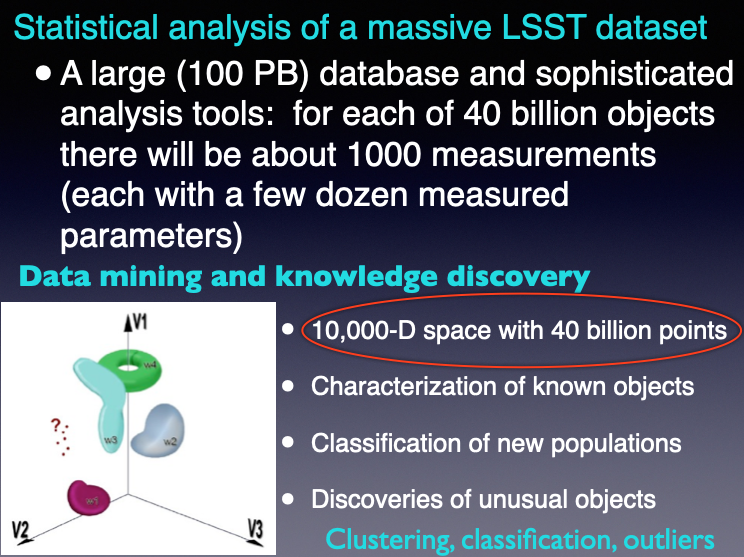 Statistical analysis of a massive LSST dataset
• A large (100 PB) database and sophisticated
analysis tools: for each of 40 billion objects
there will be about 1000 measurements
(each with a few dozen measured
parameters)
Data mining and knowledge discovery
V1
w4
?
w3
w2
w1
V2
V3
• 10,000-D space with 40 billion points
• Characterization of known objects
• Classification of new populations
• Discoveries of unusual objects
Clustering, classification, outliers